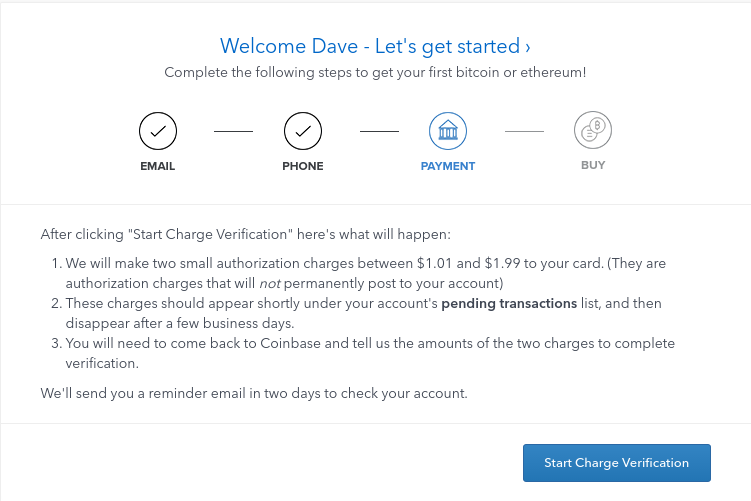 Welcome Dave - Let's get started ›
Complete the following steps to get your first bitcoin or ethereum!
EMAIL
PHONE
PAYMENT
BUY
After clicking "Start Charge Verification" here's what will happen:
1. We will make two small authorization charges between $1.01 and $1.99 to your card. (They are
authorization charges that will not permanently post to your account)
2. These charges should appear shortly under your account's pending transactions list, and then
disappear after a few business days.
3. You will need to come back to Coinbase and tell us the amounts of the two charges to complete
verification.
We'll send you a reminder email in two days to check your account.
Start Charge Verification